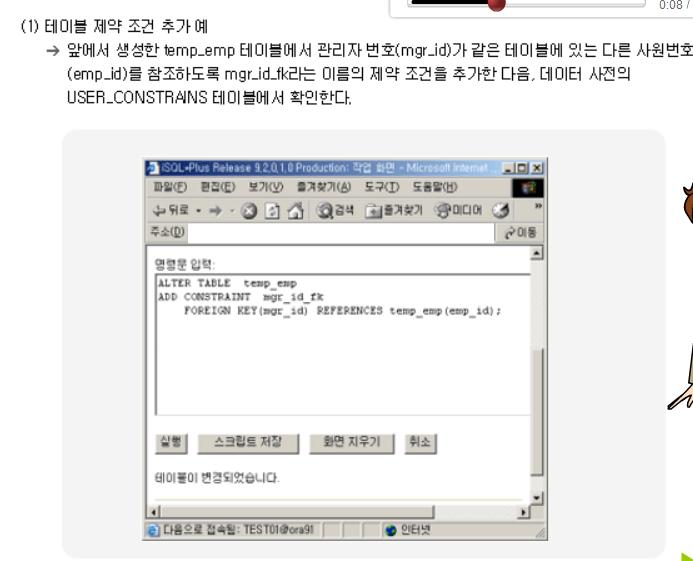 0:08 /
(1) 테이블 제약 조건 추가 예
→ 앞에서 생성한 temp_emp 테이블에서 관리자 번호(mgr_id)가 같은 테이블에 있는 다른 사원번호
(emp_id)를 참조하도록 mgr_id_fk라는 이름의 제약 조건을 추가한 다음, 데이터 사전의
USER_CONSTRAINS 테이블에서 확인한다.
iSQL*Plus Release 9.2.0.1.0 Production: 작업 화면 - Microsoft Internet
파일(F) 편집(E) 보기(V) 즐겨찾기(A) 도구(T) 도움말(H)
뒤로 검색 즐겨찾기 미디어 »
주소(D) 이동
명령문 입력:
ALTER TABLE temp_emp
ADD CONSTRAINT mgr_id_fk
FOREIGN KEY(mgr_id) REFERENCES temp_emp(emp_id);
실행 스크립트 저장 화면 지우기 취소
테이블이 변경되었습니다.
다음으로 접속됨: TEST01@ora91 인터넷